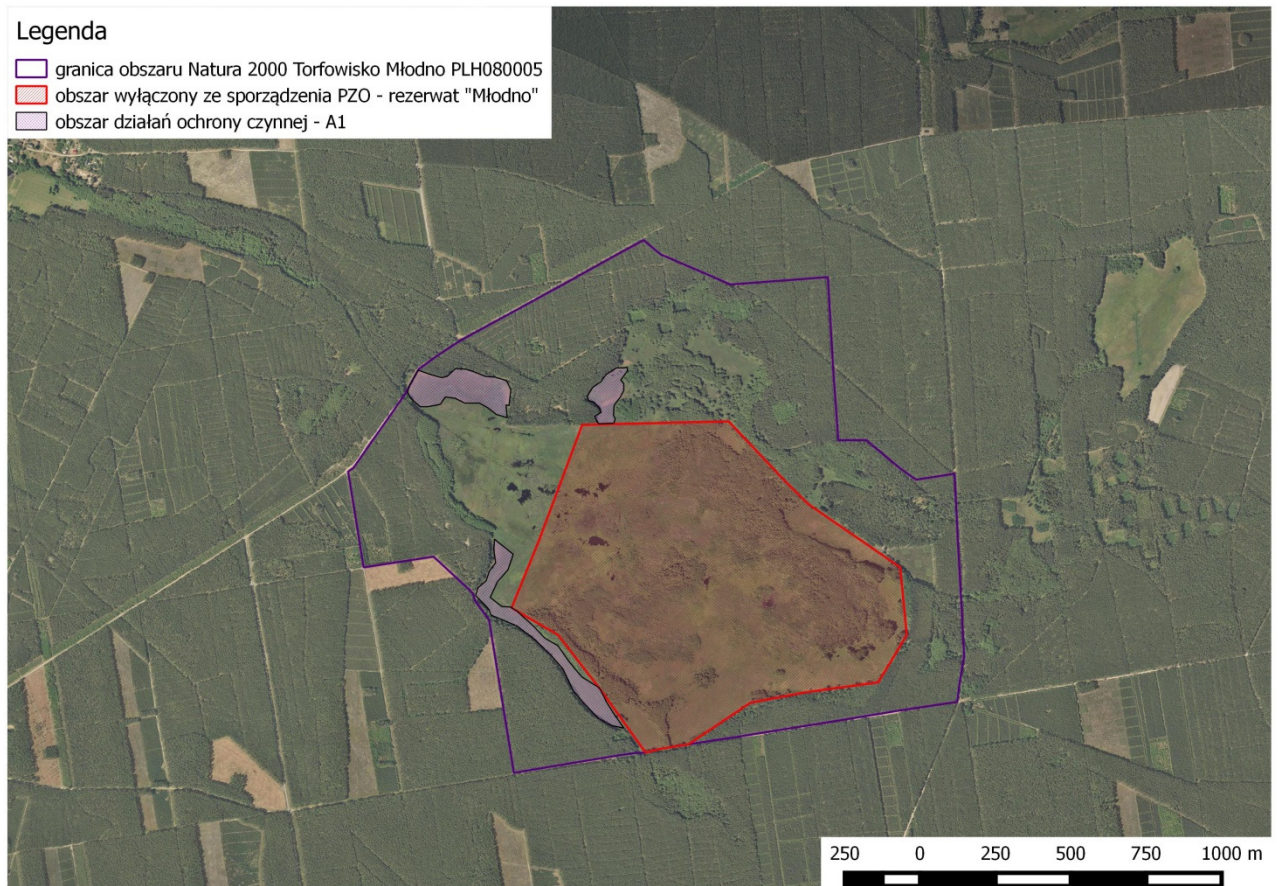 Legenda
granica obszaru Natura 2000 Torfowisko Młodno PLH080005
obszar wyłączony ze sporządzenia PZO - rezerwat "Młodno"
obszar działań ochrony czynnej - A1
250 0 250 500 750 1000 m